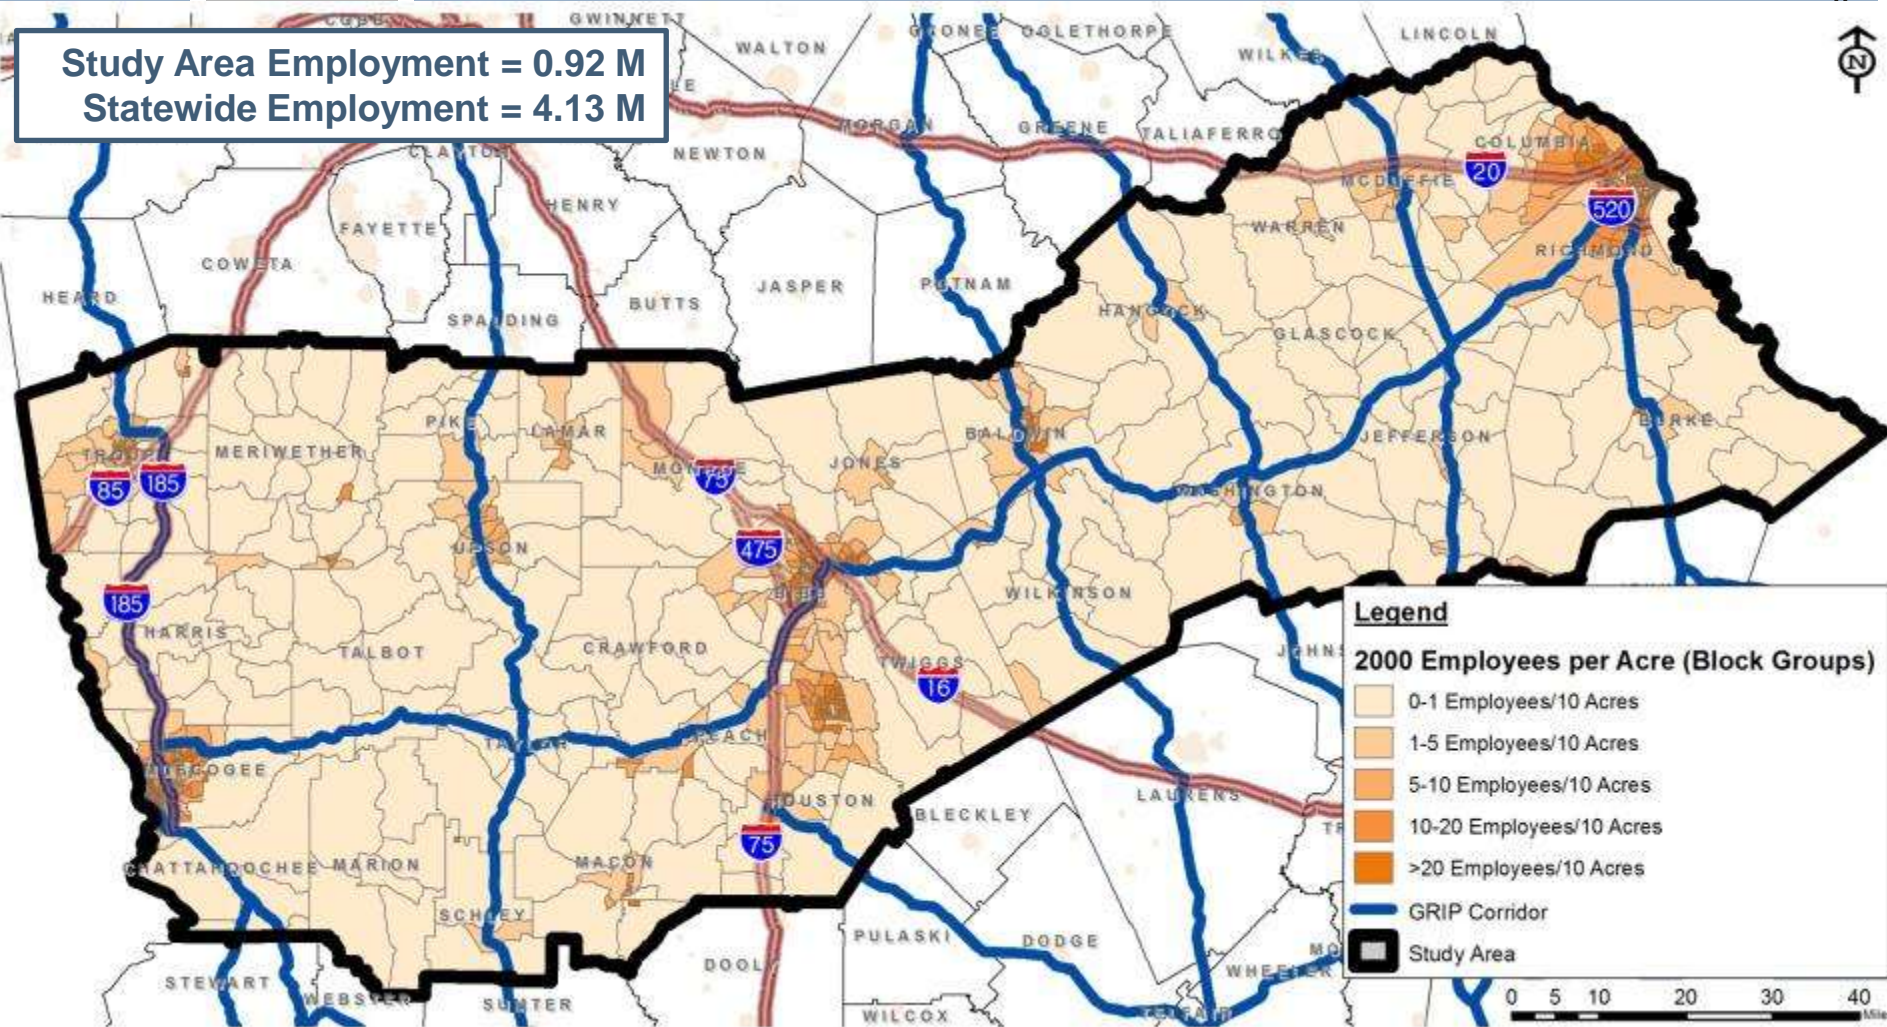 COBB
GWINNETT
OCONEE
OGLETHORPE
LINCOLN
WALTON
WILKES
Study Area Employment = 0.92 M
Statewide Employment = 4.13 M
N
MORGAN
GREENE
TALIAFERRO
COLUMBIA
CLAYTON
NEWTON
20
MCDUFFIE
HENRY
520
FAYETTE
WARREN
RICHMOND
COWETA
HEARD
BUTTS
JASPER
PUTNAM
SPALDING
HANCOCK
GLASCOCK
PIKE
LAMAR
BALDWIN
JEFFERSON
BURKE
TROUP
MERIWETHER
MONROE
JONES
85
185
75
WASHINGTON
UPSON
475
185
BIBB
WILKINSON
HARRIS
TALBOT
CRAWFORD
TWIGGS
JOHNS
16
TAYLOR
PEACH
MUSCOGEE
HOUSTON
LAURENS
BLECKLEY
75
CHATTAHOOCHEE
MARION
MACON
SCHLEY
PULASKI
DODGE
DOOLY
WHEELER
STEWART
WEBSTER
SUMTER
WILCOX
TELFAIR
Legend
2000 Employees per Acre (Block Groups)
0-1 Employees/10 Acres
1-5 Employees/10 Acres
5-10 Employees/10 Acres
10-20 Employees/10 Acres
>20 Employees/10 Acres
GRIP Corridor
Study Area
0 5 10 20 30 40
Mile